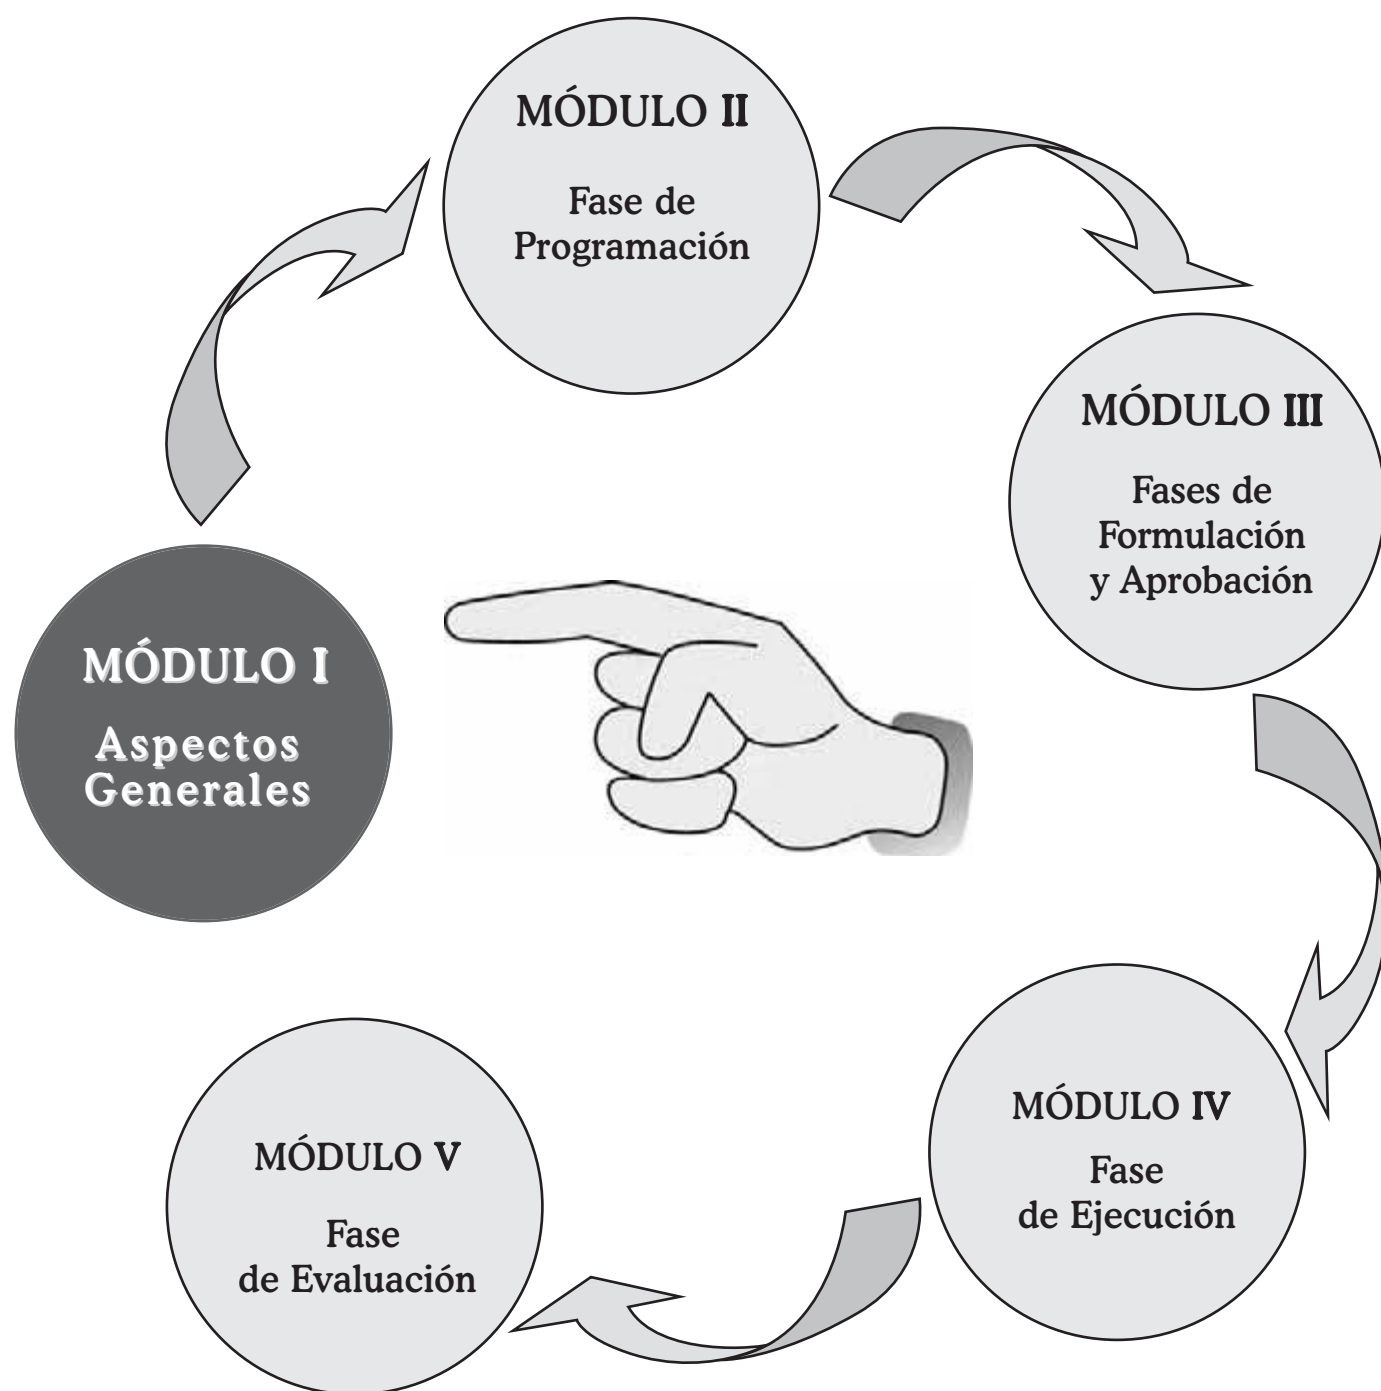 MÓDULO I
Aspectos
Generales
MÓDULO II
Fase de
Programación
MÓDULO III
Fases de
Formulación
y Aprobación
MÓDULO IV
Fase
de Ejecución
MÓDULO V
Fase
de Evaluación